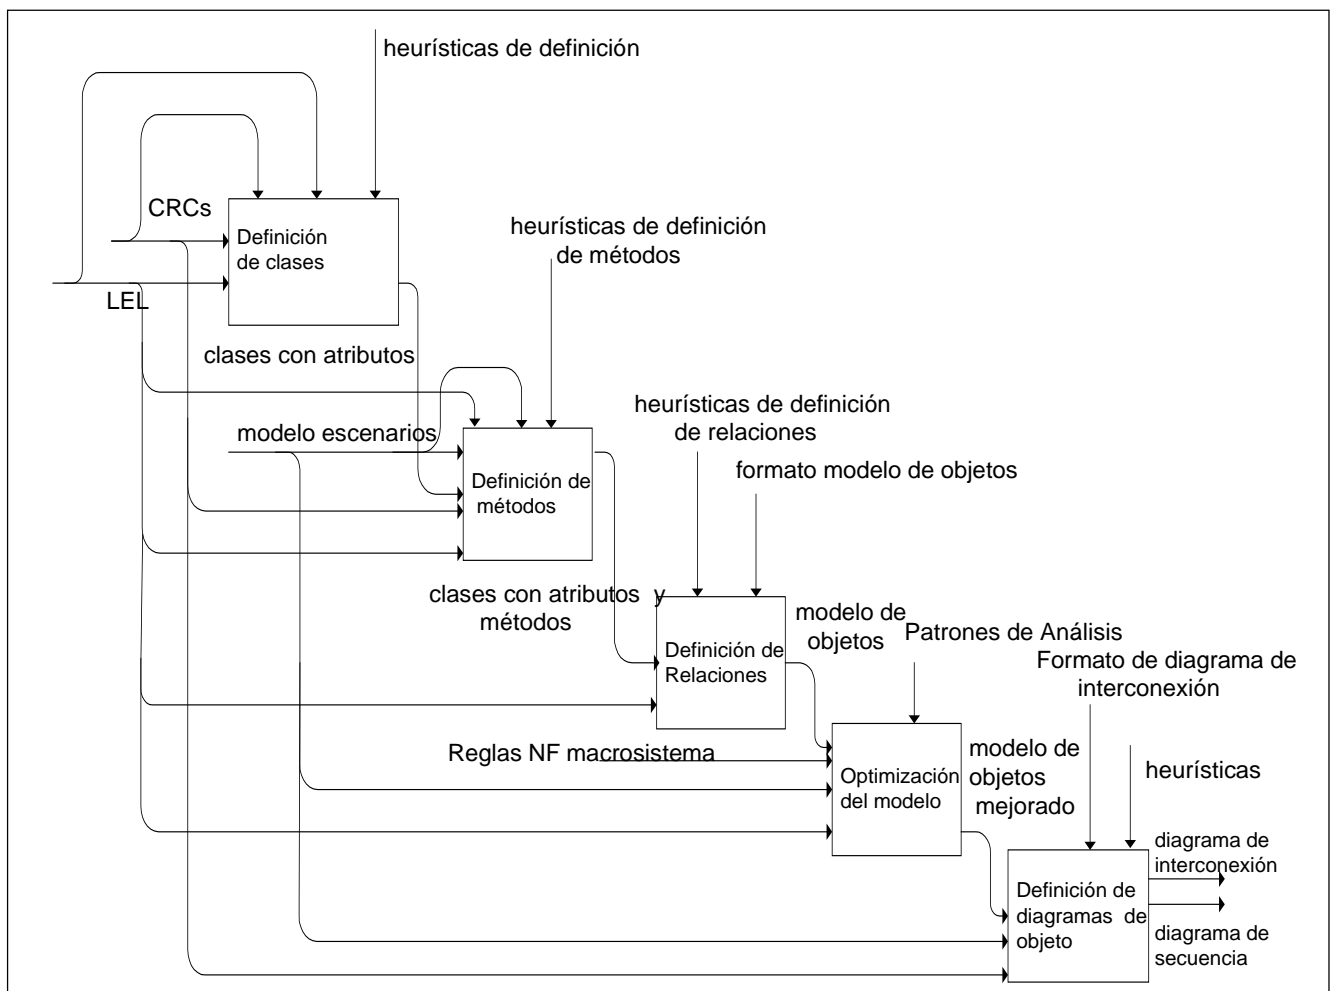 heurísticas de definición
CRCs
Definición
de clases
heurísticas de definición
de métodos
LEL
clases con atributos
heurísticas de definición
de relaciones
modelo escenarios
formato modelo de objetos
Definición de
métodos
clases con atributos y
métodos
modelo de
objetos
Patrones de Análisis
Definición de
Relaciones
Formato de diagrama de
interconexión
Reglas NF macrosistema
Optimización
del modelo
modelo de
objetos
mejorado
heurísticas
diagrama de
interconexión
Definición de
diagramas de
objeto
diagrama de
secuencia